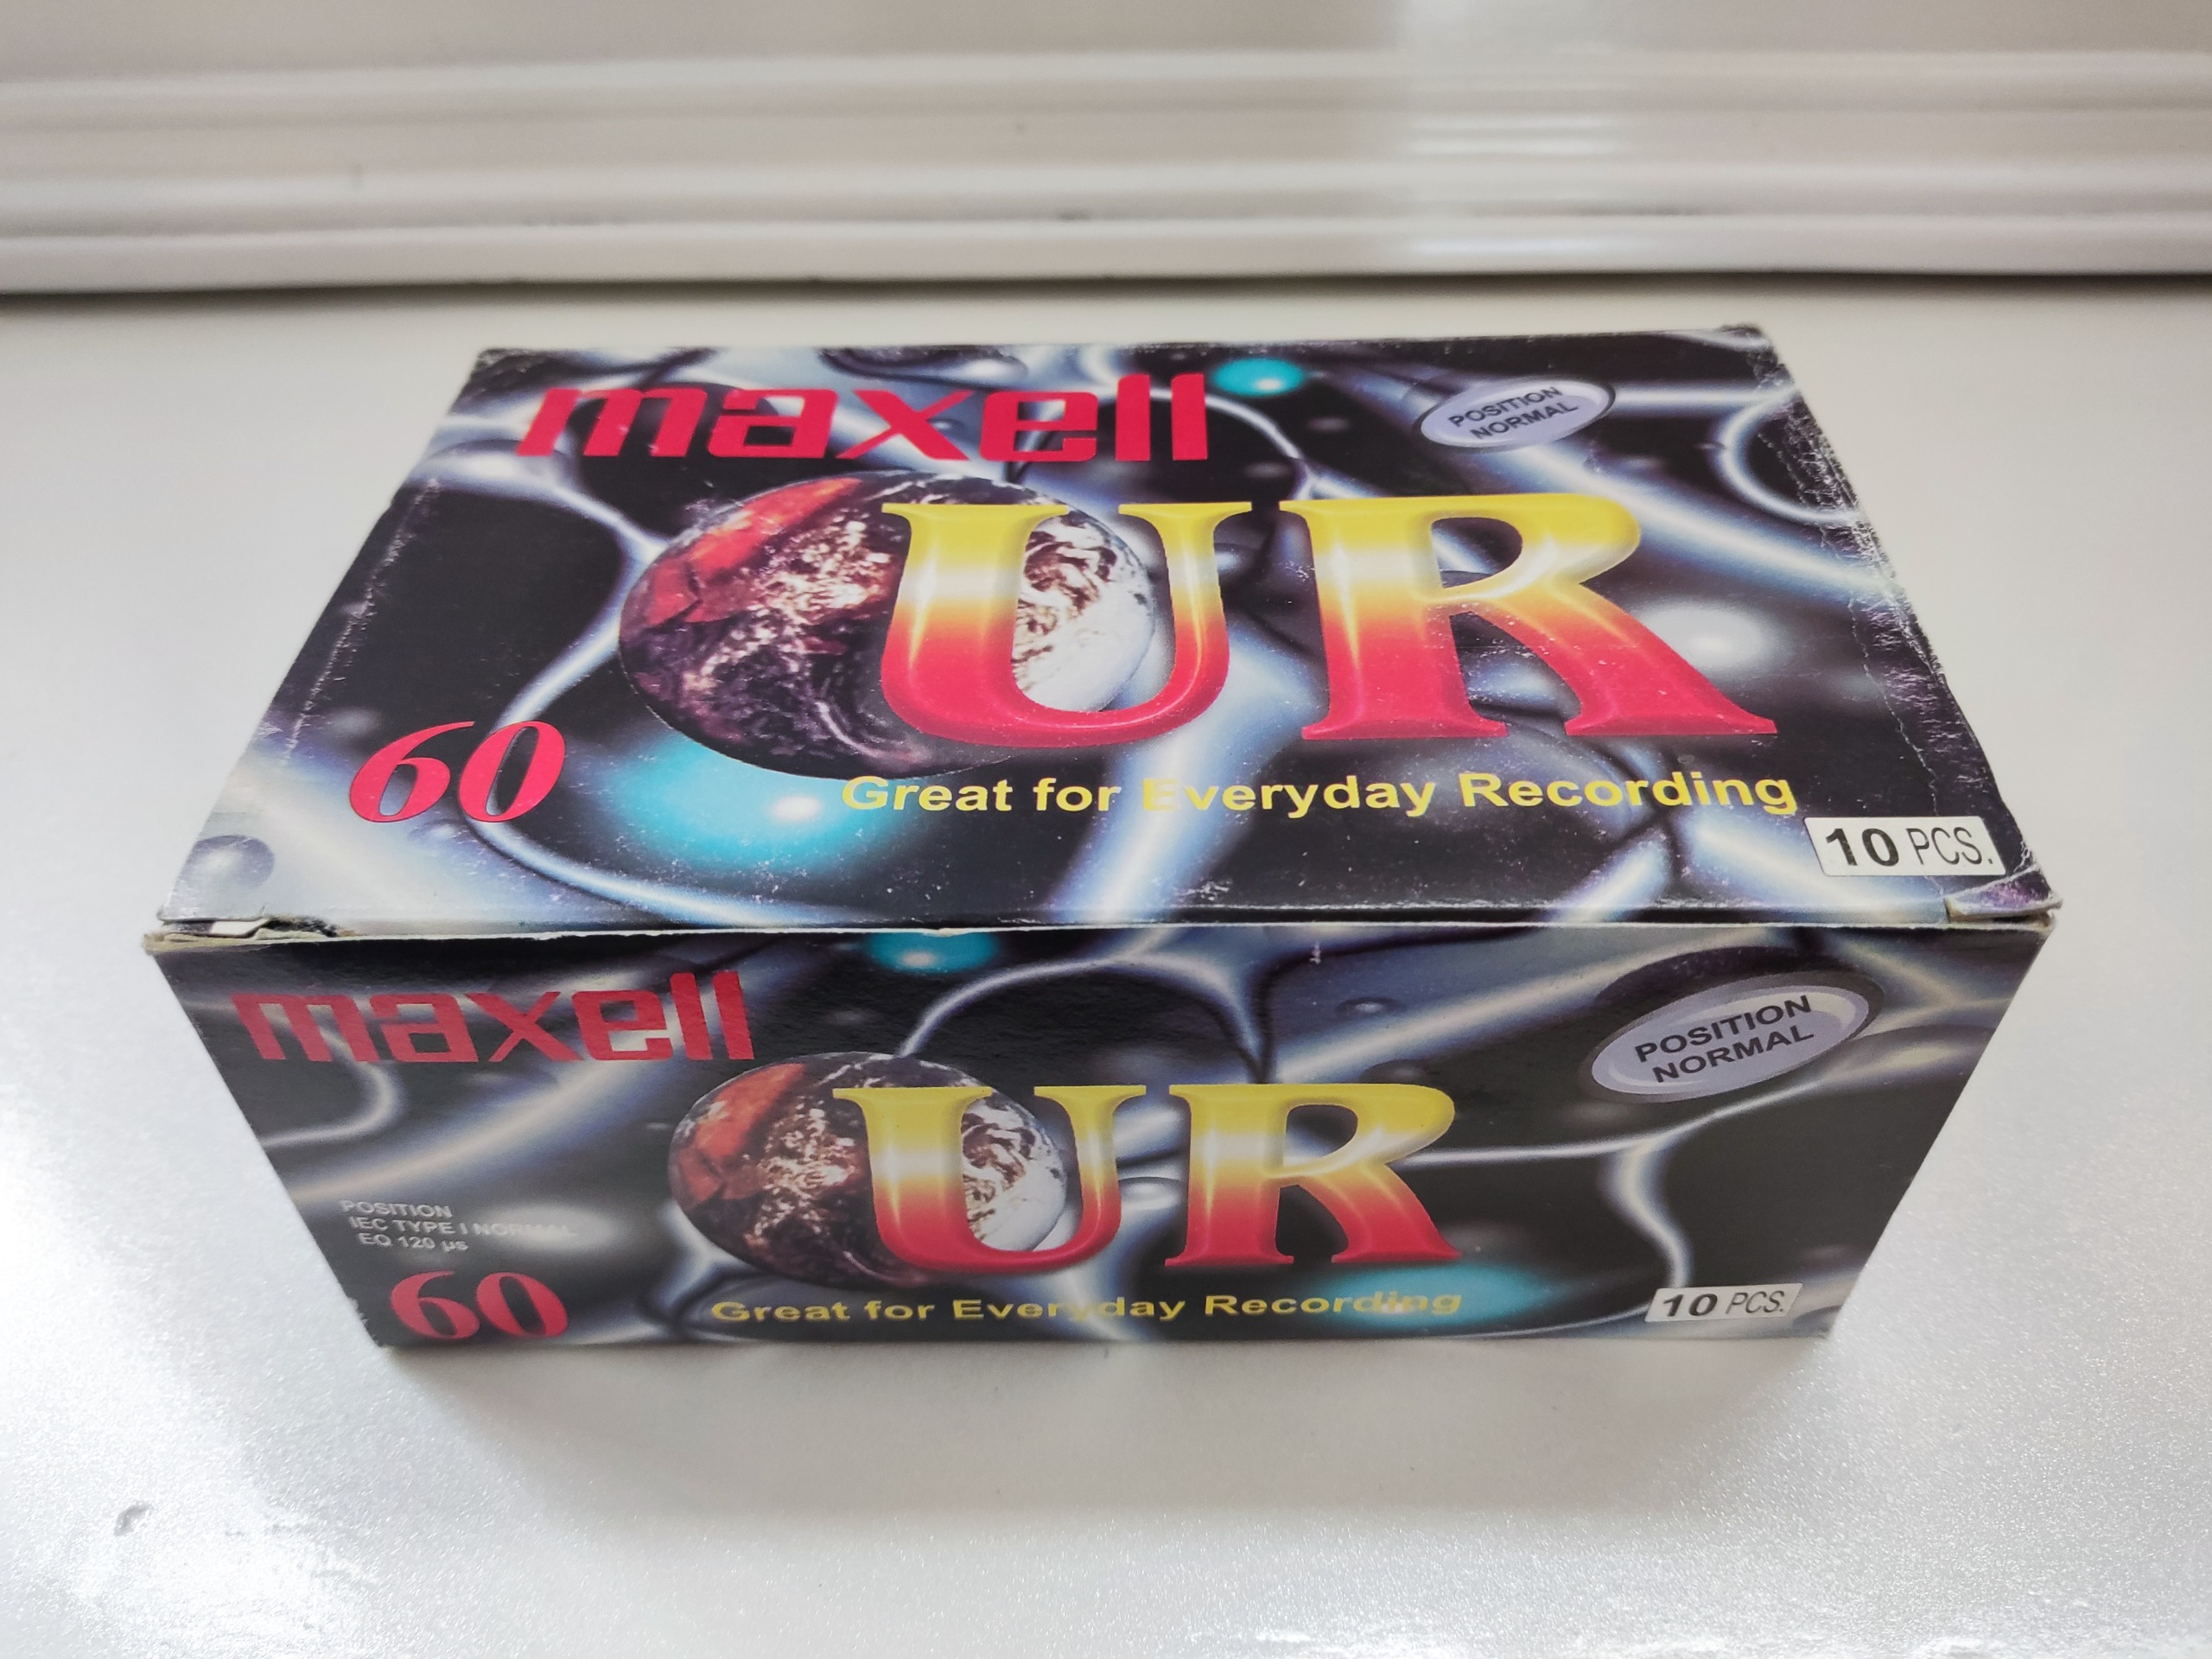 maxell
POSITION
NORMAL
UR
60
Great for Everyday Recording
10 PCS.
maxell
POSITION
NORMAL
UR
POSITION
IEC TYPE I NORMAL
EQ 120 µs
60
Great for Everyday Recording
10 PCS.